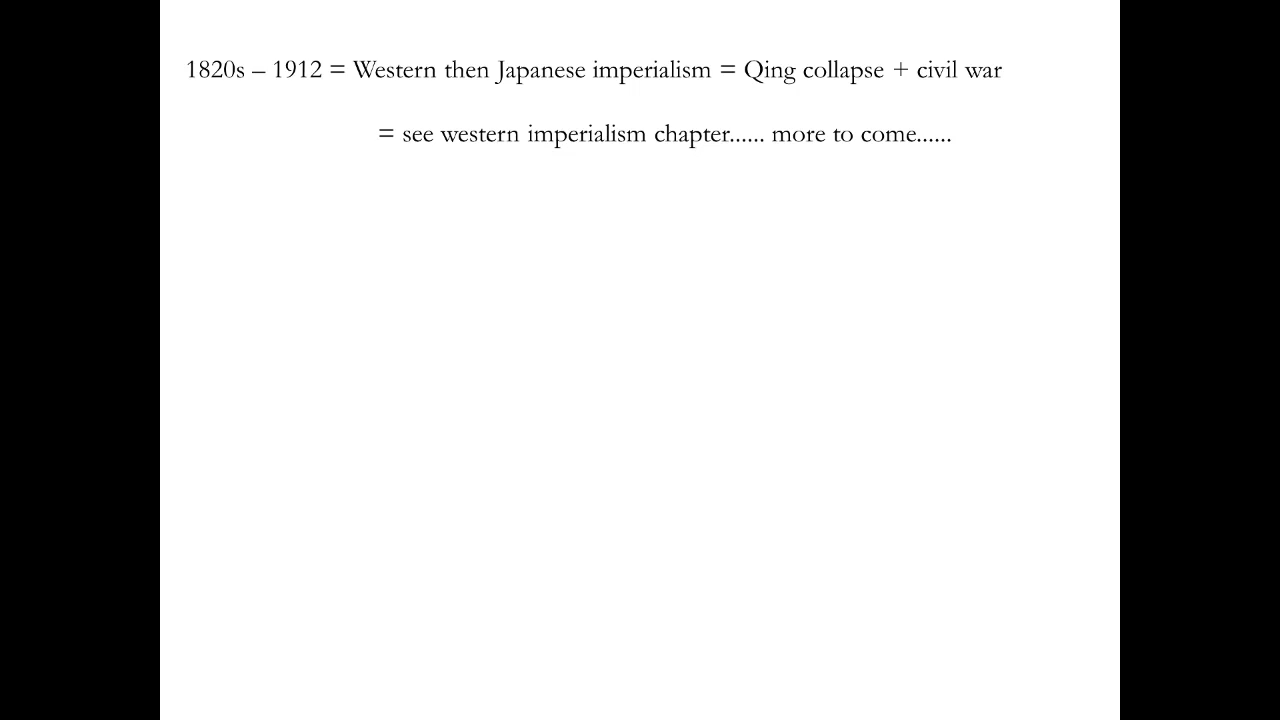 1820s – 1912 = Western then Japanese imperialism = Qing collapse + civil war
= see western imperialism chapter...... more to come......